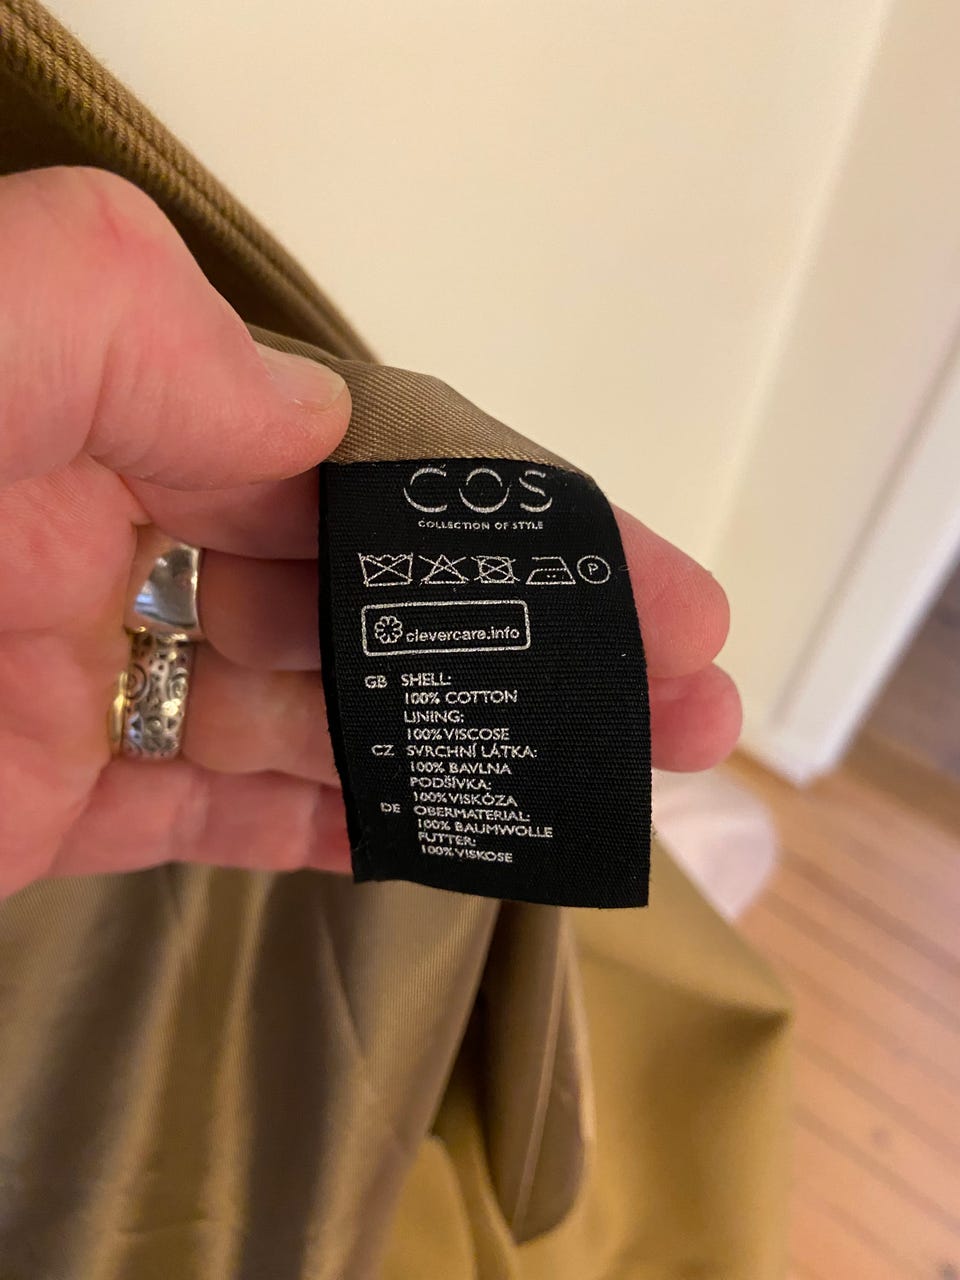 COS
COLLECTION OF STYLE
P
clevercare.info
GB SHELL:
100% COTTON
LINING:
100% VISCOSE
CZ SVRCHNÍ LÁTKA:
100% BAVLNA
PODŠÍVKA:
100% VISKÓZA
DE OBERMATERIAL:
100% BAUMWOLLE
FUTTER:
100% VISKOSE